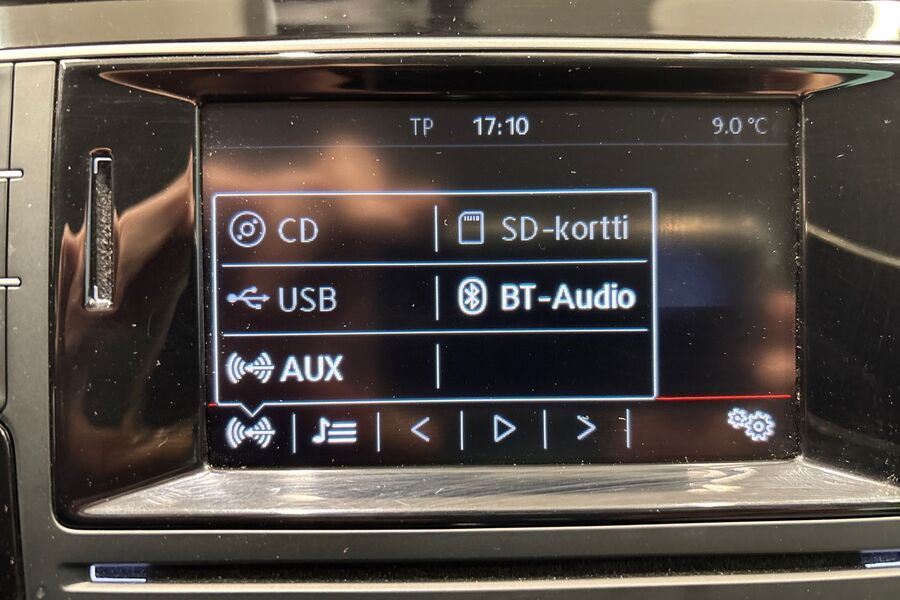 TP 17:10 9.0 °C
CD SD-kortti
USB BT-Audio
AUX